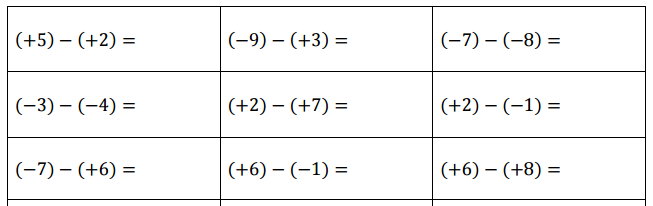 (+5) − (+2) = (−9) − (+3) = (−7) − (−8) =
(−3) − (−4) = (+2) − (+7) = (+2) − (−1) =
(−7) − (+6) = (+6) − (−1) = (+6) − (+8) =